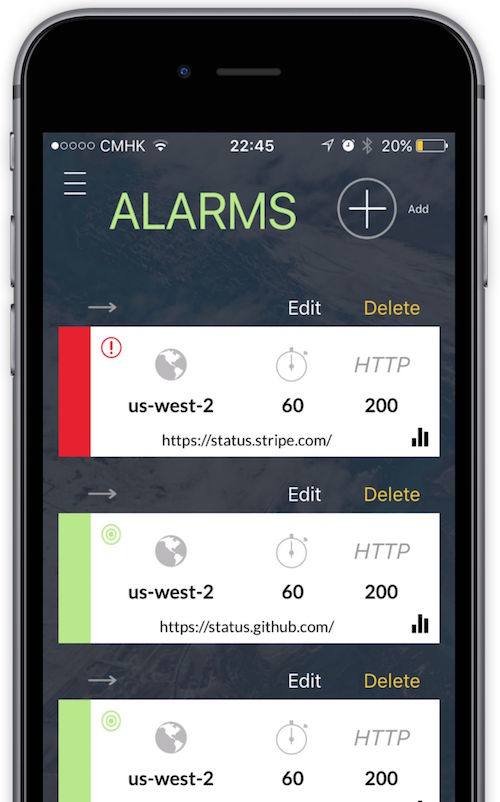 CMHK 22:45 20%
ALARMS
Add
Edit Delete
HTTP
us-west-2 60 200
https://status.stripe.com/
Edit Delete
HTTP
us-west-2 60 200
https://status.github.com/
Edit Delete
HTTP
us-west-2 60 200